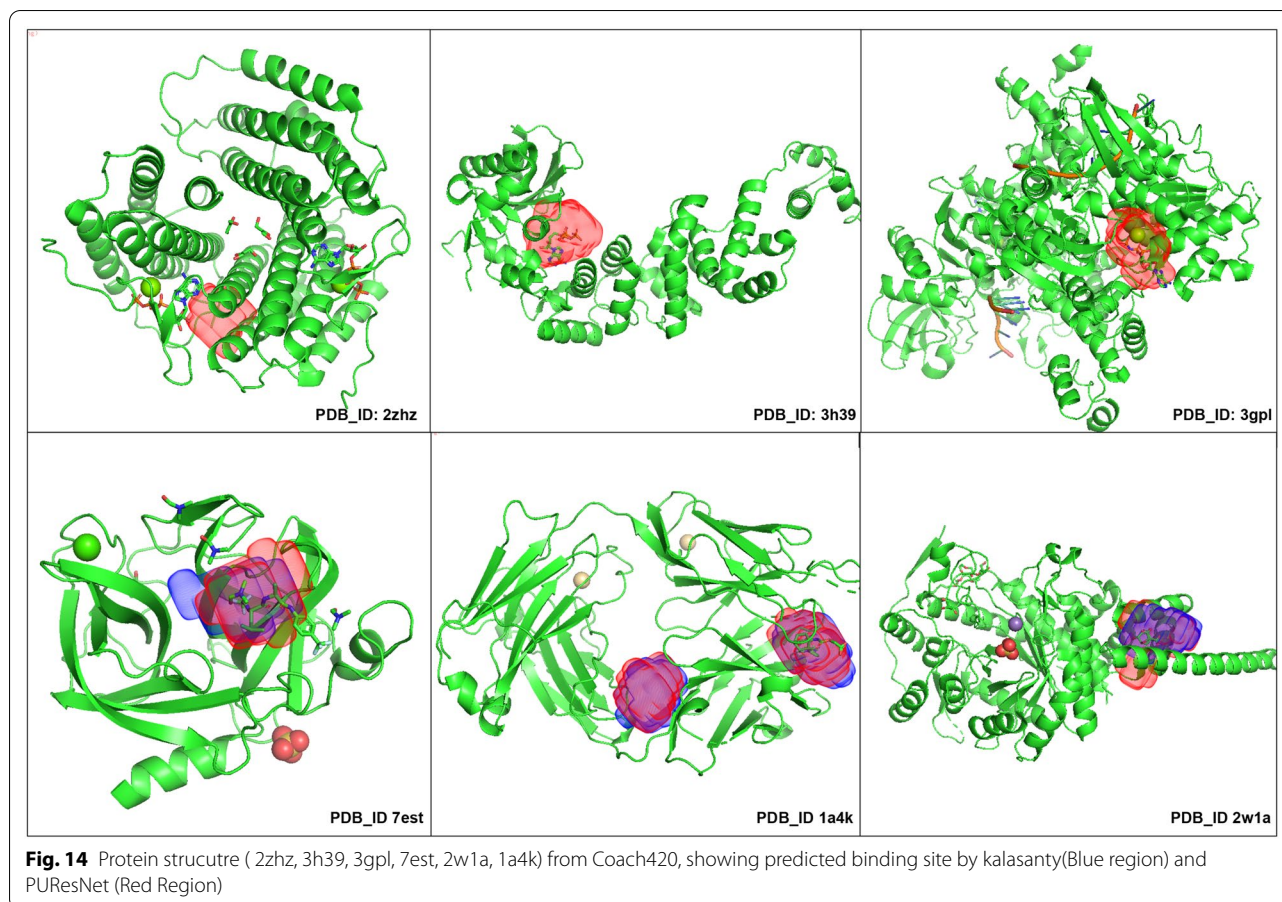 PDB_ID: 2zhz
PDB_ID: 3h39
PDB_ID: 3gpl
PDB_ID 7est
PDB_ID 1a4k
PDB_ID 2w1a
Fig. 14 Protein strucutre ( 2zhz, 3h39, 3gpl, 7est, 2w1a, 1a4k) from Coach420, showing predicted binding site by kalasanty(Blue region) and
PUResNet (Red Region)